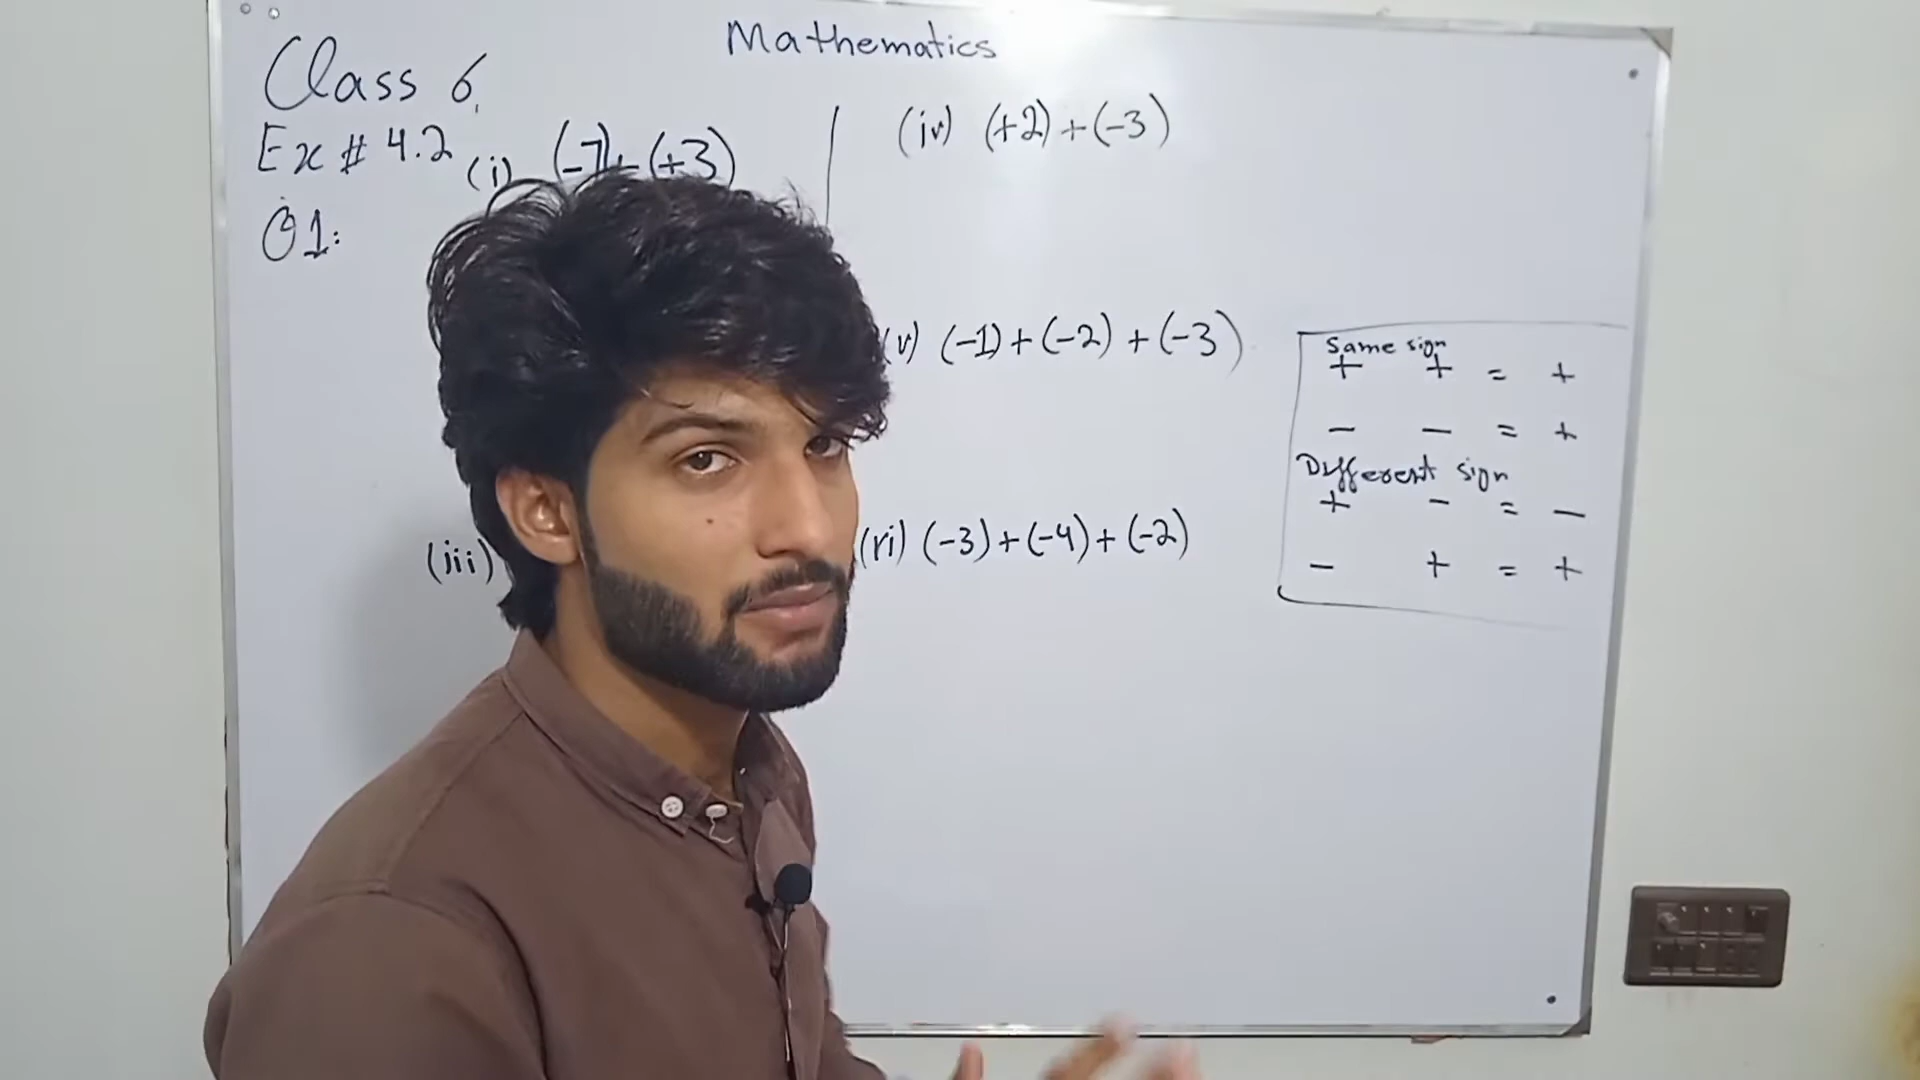 Mathematics
Class 6
Ex # 4.2
Q1:
(i) (-7)+(+3)
(iii)
(iv) (+2)+(-3)
(v) (-1)+(-2)+(-3)
(vi) (-3)+(-4)+(-2)
Same sign
+ + = +
- - = +
Different sign
+ - = -
- + = +